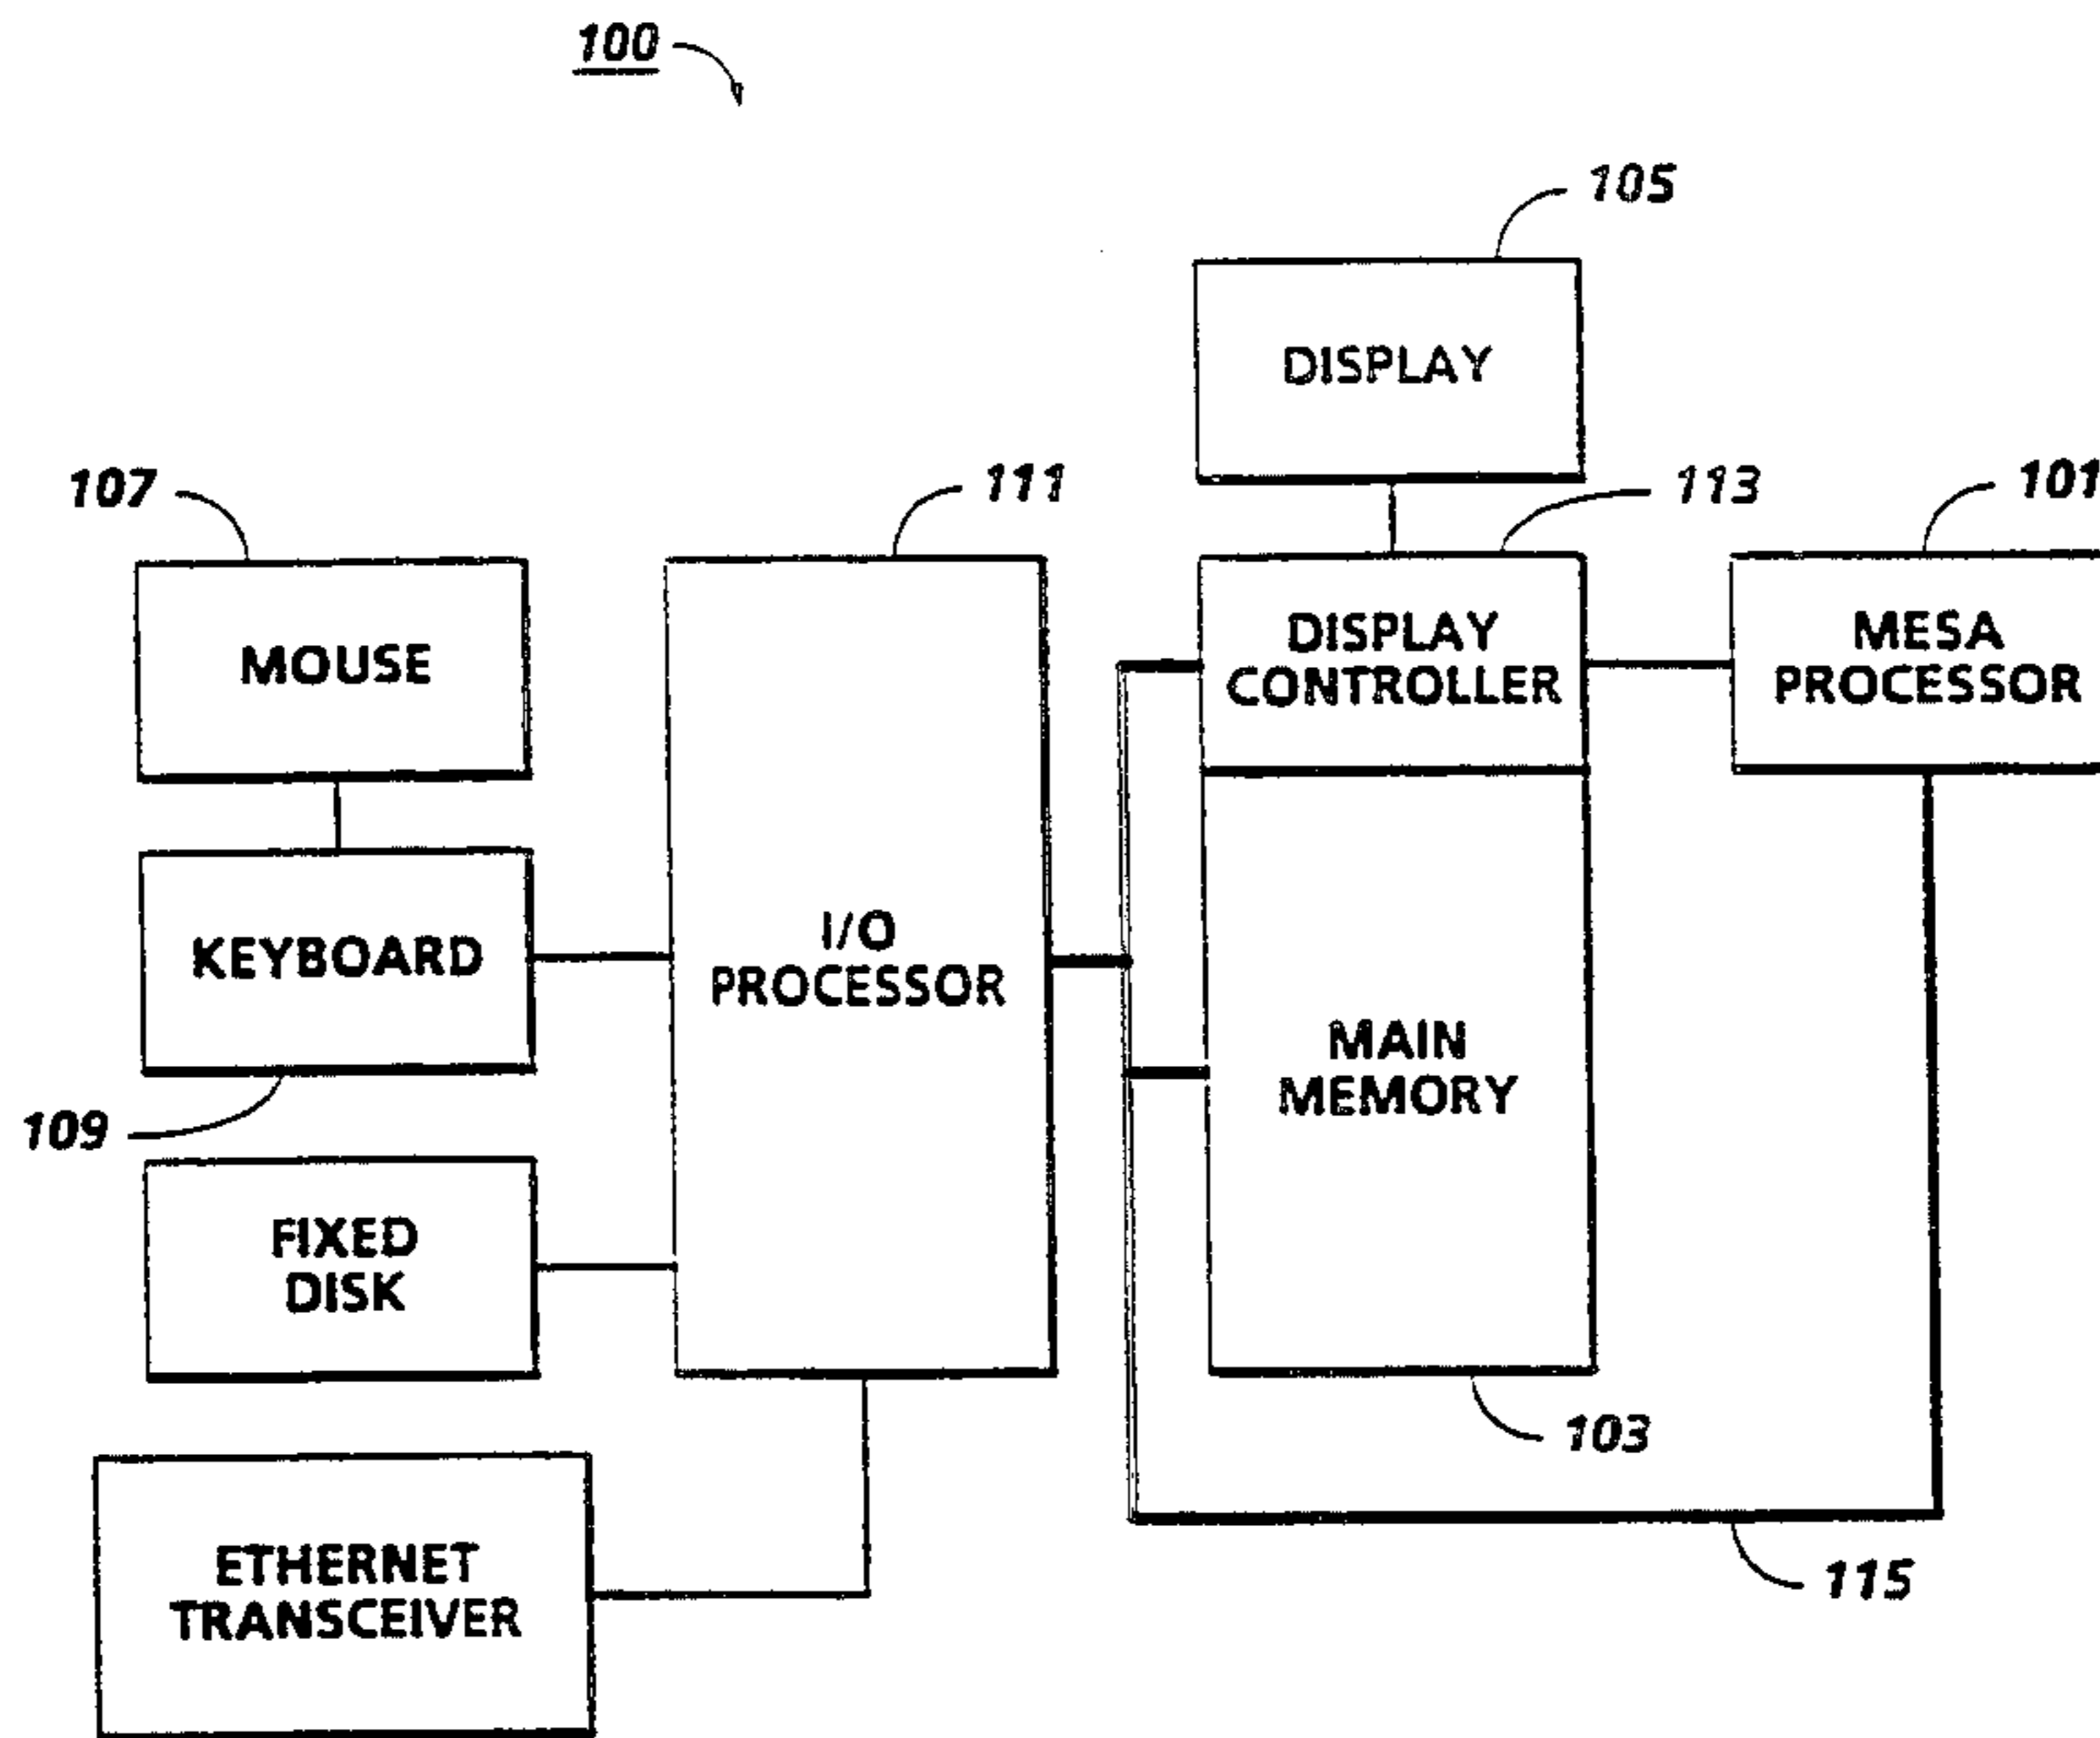 100
105
DISPLAY
107
111
113
101
MOUSE
DISPLAY
CONTROLLER
MESA
PROCESSOR
KEYBOARD
I/O
PROCESSOR
MAIN
MEMORY
109
FIXED
DISK
103
ETHERNET
TRANSCEIVER
115